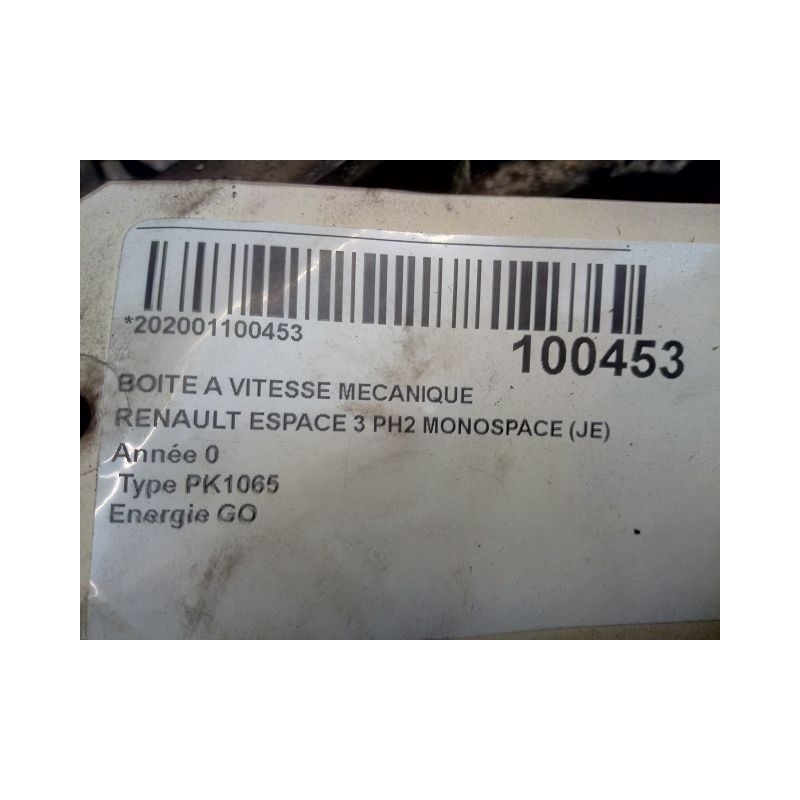 *202001100453
100453
BOITE A VITESSE MECANIQUE
RENAULT ESPACE 3 PH2 MONOSPACE (JE)
Année 0
Type PK1065
Energie GO